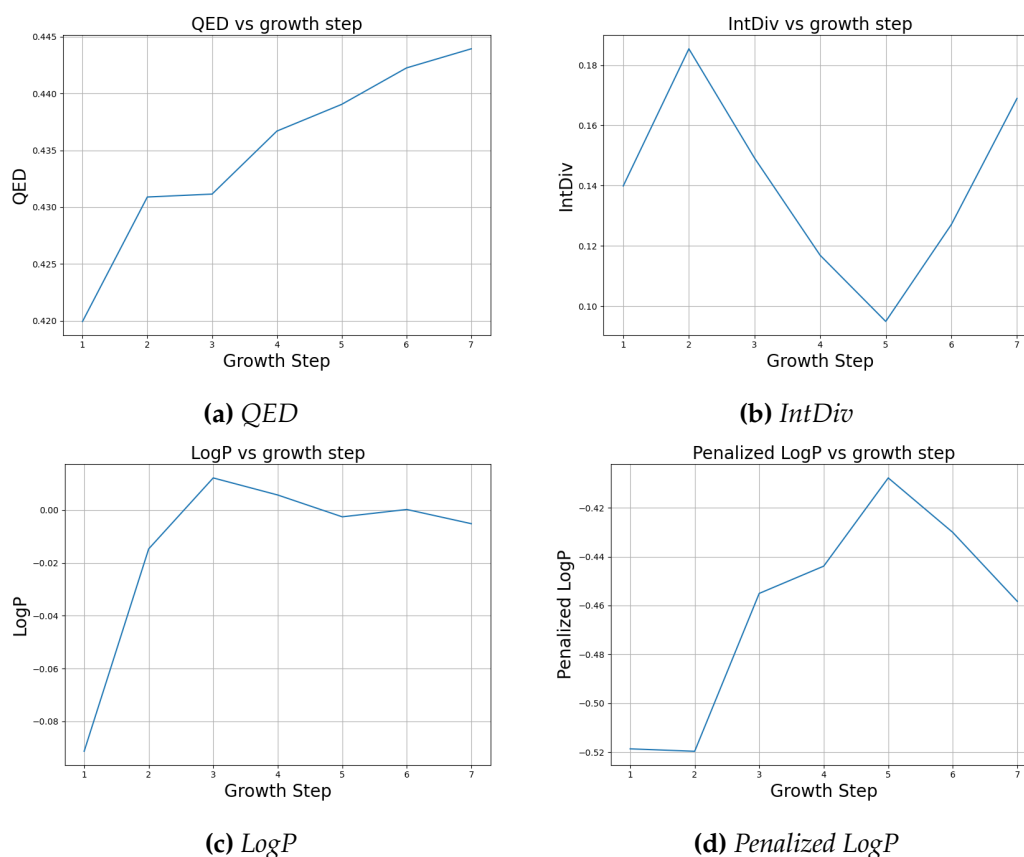 QED vs growth step
0.445
0.440
0.435
0.430
0.425
0.420
QED
1 2 3 4 5 6 7
Growth Step
(a) QED
IntDiv vs growth step
0.18
0.16
0.14
0.12
0.10
IntDiv
1 2 3 4 5 6 7
Growth Step
(b) IntDiv
LogP vs growth step
0.00
−0.02
−0.04
−0.06
−0.08
LogP
1 2 3 4 5 6 7
Growth Step
(c) LogP
Penalized LogP vs growth step
−0.42
−0.44
−0.46
−0.48
−0.50
−0.52
Penalized LogP
1 2 3 4 5 6 7
Growth Step
(d) Penalized LogP